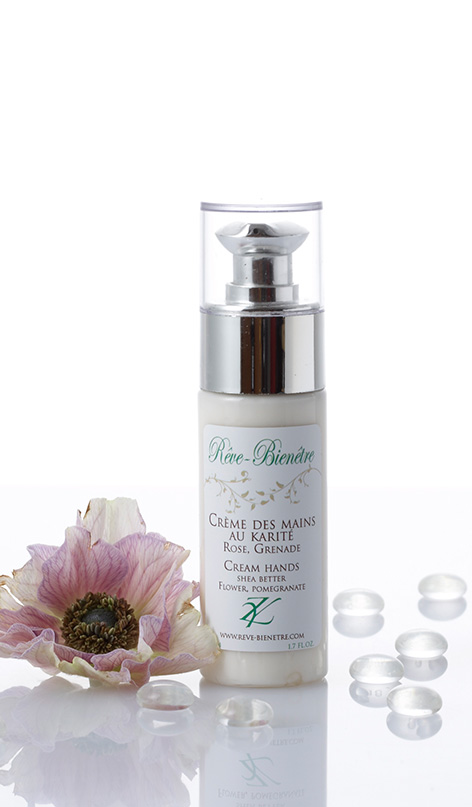 Rêve-Bienêtre
Crème des mains
au karité
Rose, Grenade
Cream hands
shea better
Flower, pomegranate
www.reve-bienetre.com
1.7 fl.oz